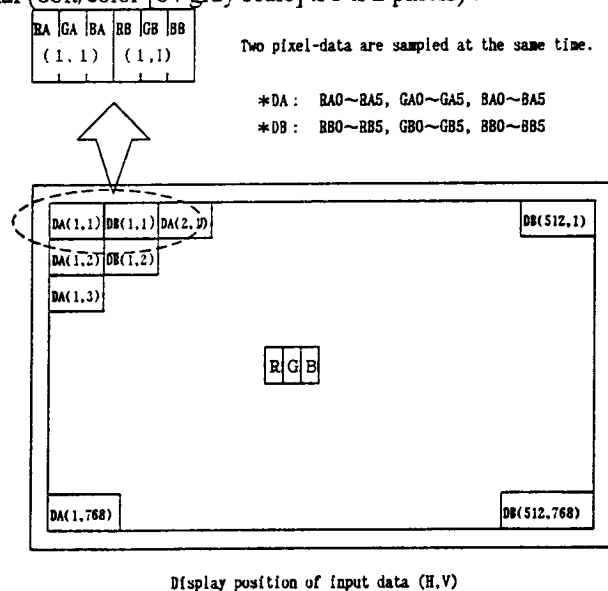 RA GA BA RB GB BB
(1,1) (1,1)
Two pixel-data are sampled at the same time.
*DA : RA0~RA5, GA0~GA5, BA0~BA5
*DB : RB0~RB5, GB0~GB5, BB0~BB5
DA(1,1) DB(1,1) DA(2,1) DB(512,1)
DA(1,2) DB(1,2)
DA(1,3)
R G B
DA(1,768) DB(512,768)
Display position of input data (H,V)